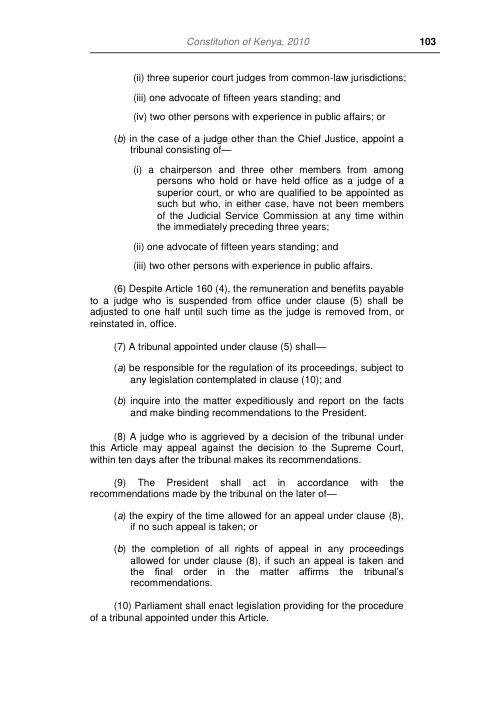 Constitution of Kenya, 2010 103
(ii) three superior court judges from common-law jurisdictions;
(iii) one advocate of fifteen years standing; and
(iv) two other persons with experience in public affairs; or
(b) in the case of a judge other than the Chief Justice, appoint a
tribunal consisting of—
(i) a chairperson and three other members from among
persons who hold or have held office as a judge of a
superior court, or who are qualified to be appointed as
such but who, in either case, have not been members
of the Judicial Service Commission at any time within
the immediately preceding three years;
(ii) one advocate of fifteen years standing; and
(iii) two other persons with experience in public affairs.
(6) Despite Article 160 (4), the remuneration and benefits payable
to a judge who is suspended from office under clause (5) shall be
adjusted to one half until such time as the judge is removed from, or
reinstated in, office.
(7) A tribunal appointed under clause (5) shall—
(a) be responsible for the regulation of its proceedings, subject to
any legislation contemplated in clause (10); and
(b) inquire into the matter expeditiously and report on the facts
and make binding recommendations to the President.
(8) A judge who is aggrieved by a decision of the tribunal under
this Article may appeal against the decision to the Supreme Court,
within ten days after the tribunal makes its recommendations.
(9) The President shall act in accordance with the
recommendations made by the tribunal on the later of—
(a) the expiry of the time allowed for an appeal under clause (8),
if no such appeal is taken; or
(b) the completion of all rights of appeal in any proceedings
allowed for under clause (8), if such an appeal is taken and
the final order in the matter affirms the tribunal's
recommendations.
(10) Parliament shall enact legislation providing for the procedure
of a tribunal appointed under this Article.